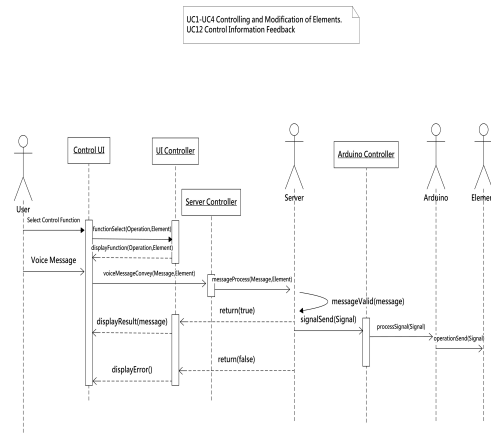 UC1-UC4 Controlling and Modification of Elements.
UC12 Control Information Feedback
Control UI
UI Controller
Server Controller
Arduino Controller
User
Server
Arduino
Element
Select Control Function
functionSelect(Operation,Element)
displayFunction(Operation,Element)
Voice Message
voiceMessageConvey(Message,Element)
messageProcess(Message,Element)
messageValid(message)
return(true)
signalSend(Signal)
displayResult(message)
processSignal(Signal)
operationSend(Signal)
return(false)
displayError()